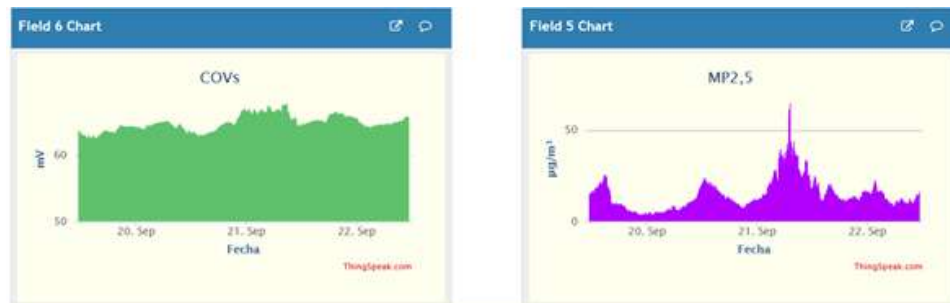 Field 6 Chart
COVs
60
mV
50
20. Sep
21. Sep
22. Sep
Fecha
ThingSpeak.com
Field 5 Chart
MP2,5
50
µg/m³
0
20. Sep
21. Sep
22. Sep
Fecha
ThingSpeak.com